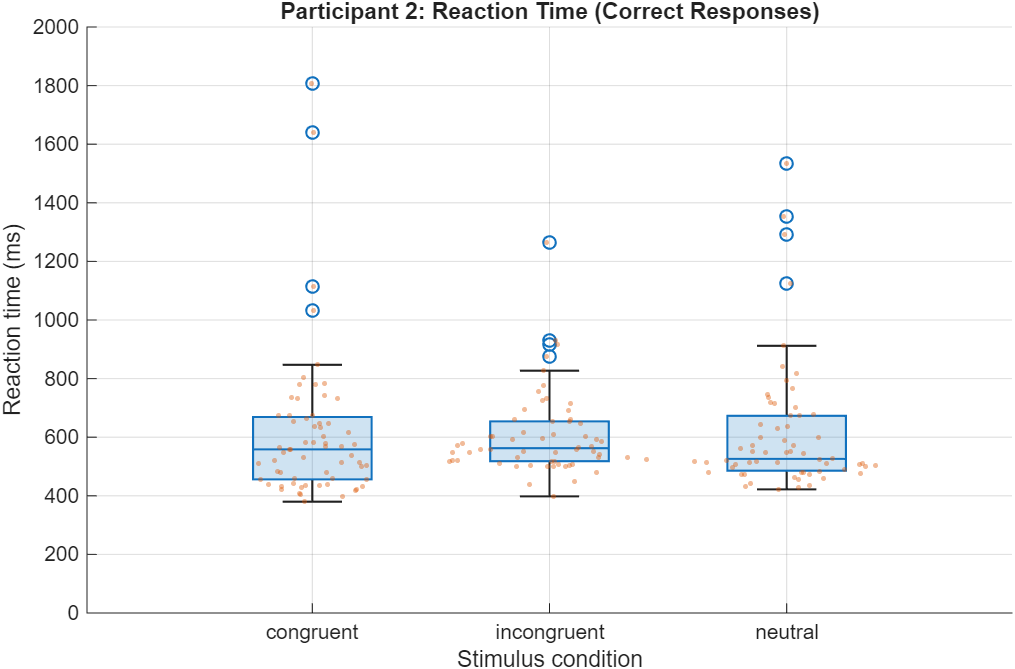 Participant 2: Reaction Time (Correct Responses)
2000
1800
1600
1400
1200
1000
800
600
400
200
0
Reaction time (ms)
congruent incongruent neutral
Stimulus condition